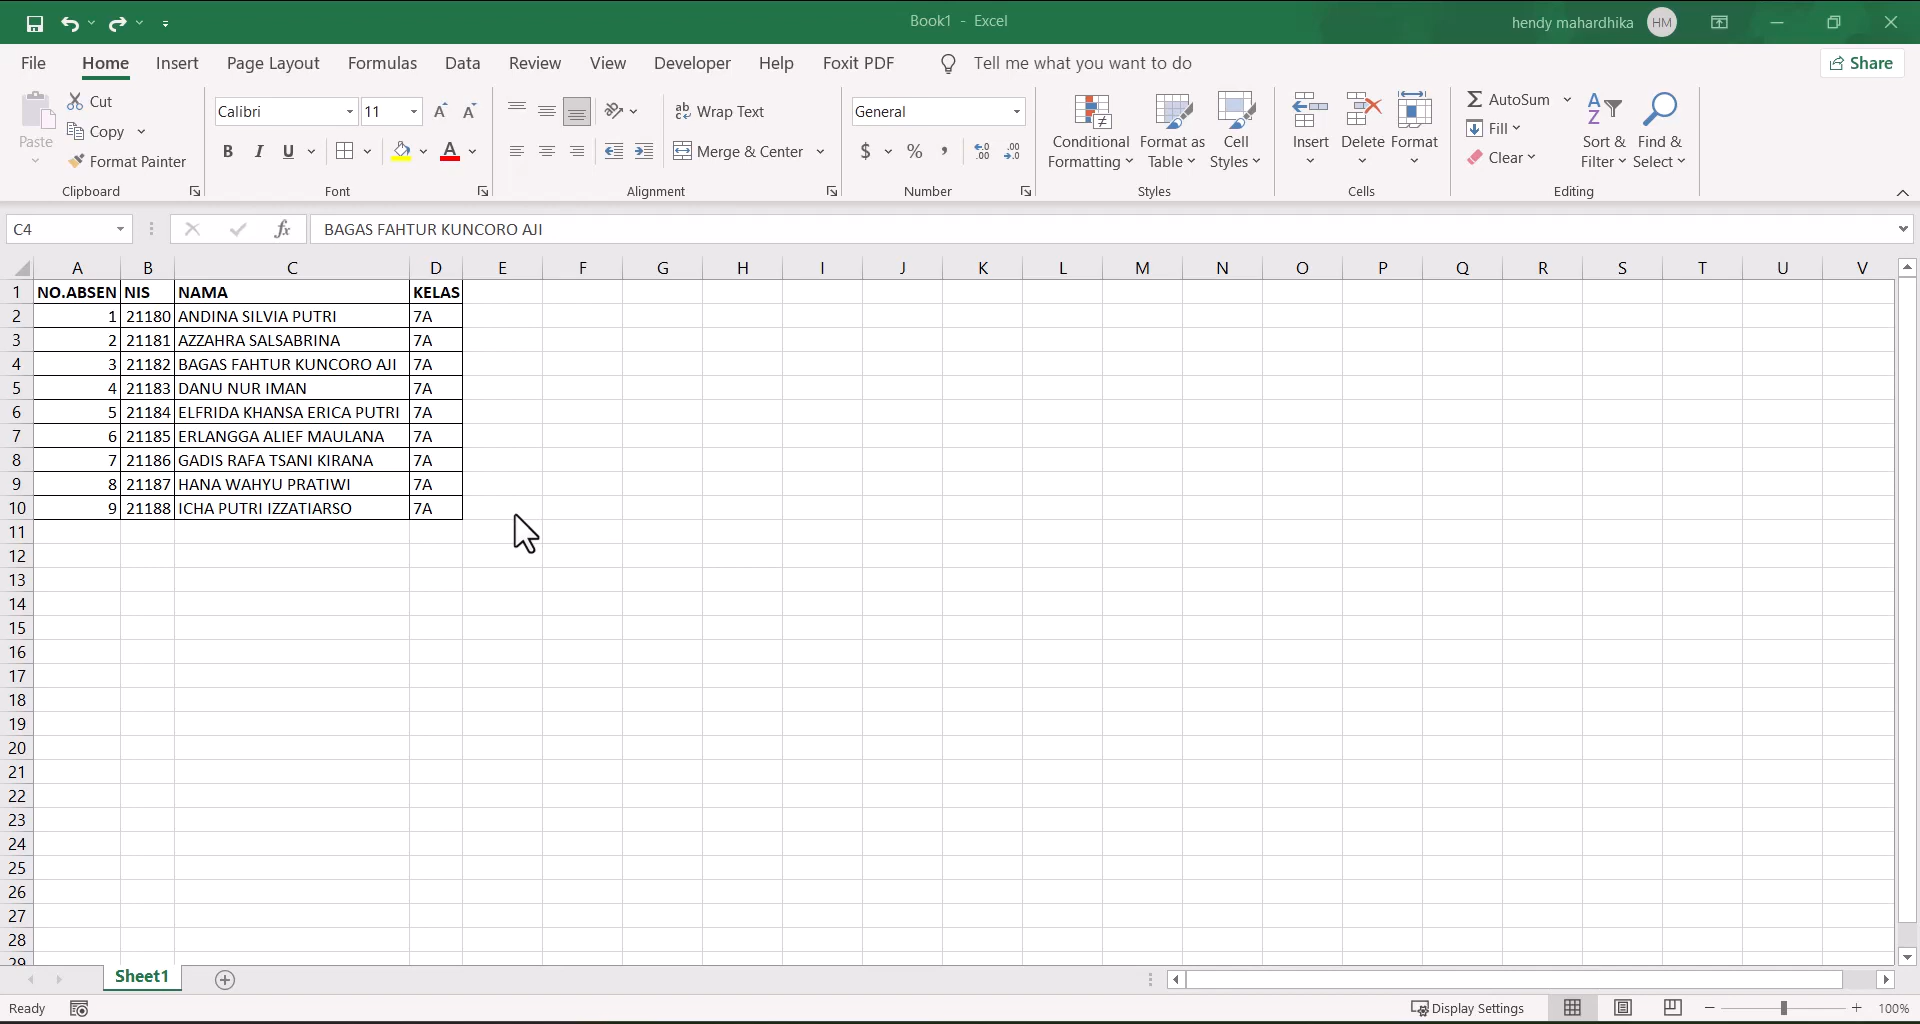 Book1 - Excel
hendy mahardhika HM
File Home Insert Page Layout Formulas Data Review View Developer Help Foxit PDF Tell me what you want to do Share
Paste
Cut
Copy
Format Painter
Clipboard
Calibri 11 A A
B I U A
Font
ab Wrap Text
Merge & Center
Alignment
General
$ % ,
Number
Conditional Formatting
Format as Table
Cell Styles
Styles
Insert Delete Format
Cells
AutoSum
Fill
Clear
Sort & Filter
Find & Select
Editing
C4 fx BAGAS FAHTUR KUNCORO AJI
A B C D E F G H I J K L M N O P Q R S T U V
1 NO.ABSEN NIS NAMA KELAS
2 1 21180 ANDINA SILVIA PUTRI 7A
3 2 21181 AZZAHRA SALSABRINA 7A
4 3 21182 BAGAS FAHTUR KUNCORO AJI 7A
5 4 21183 DANU NUR IMAN 7A
6 5 21184 ELFRIDA KHANSA ERICA PUTRI 7A
7 6 21185 ERLANGGA ALIEF MAULANA 7A
8 7 21186 GADIS RAFA TSANI KIRANA 7A
9 8 21187 HANA WAHYU PRATIWI 7A
10 9 21188 ICHA PUTRI IZZATIARSO 7A
11
12
13
14
15
16
17
18
19
20
21
22
23
24
25
26
27
28
29
Sheet1
Ready Display Settings 100%